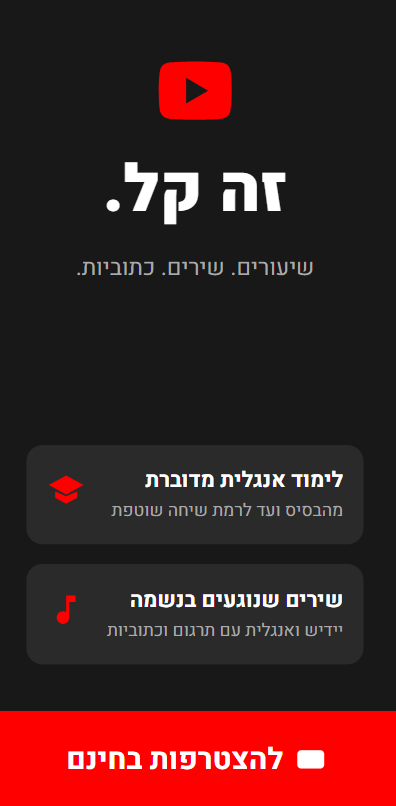 זה קל.
שיעורים. שירים. כתוביות.
לימוד אנגלית מדוברת
מהבסיס ועד לרמת שיחה שוטפת
שירים שנוגעים בנשמה
יידיש ואנגלית עם תרגום וכתוביות
להצטרפות בחינם